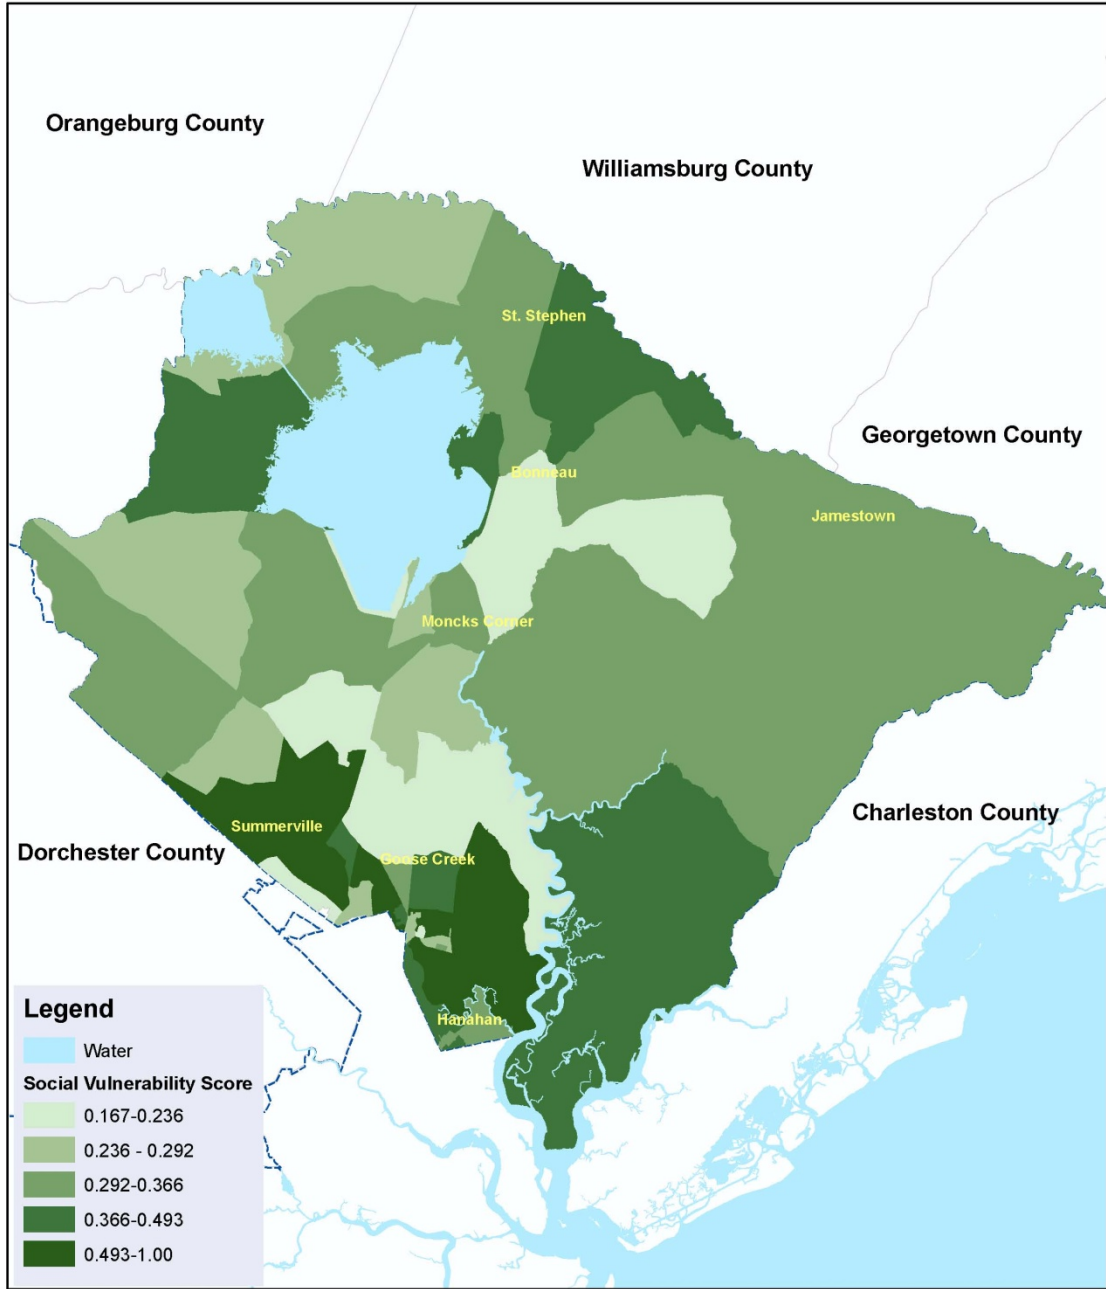 Orangeburg County
Williamsburg County
St. Stephen
Georgetown County
Bonneau
Jamestown
Moncks Corner
Charleston County
Summerville
Dorchester County
Goose Creek
Hanahan
Legend
Water
Social Vulnerability Score
0.167-0.236
0.236 - 0.292
0.292-0.366
0.366-0.493
0.493-1.00